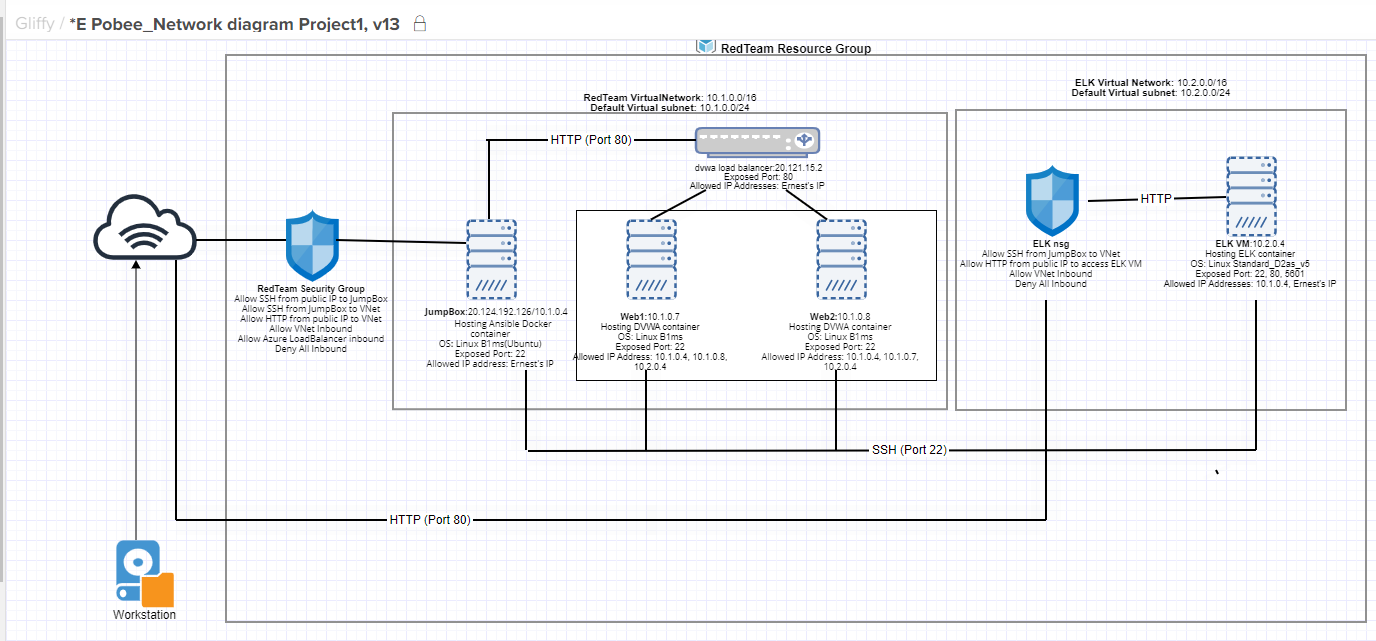 Gliffy / *E Pobee_Network diagram Project1, v13
RedTeam Resource Group
RedTeam VirtualNetwork: 10.1.0.0/16
Default Virtual subnet: 10.1.0.0/24
ELK Virtual Network: 10.2.0.0/16
Default Virtual subnet: 10.2.0.0/24
HTTP (Port 80)
dvwa load balancer:20.121.15.2
Exposed Port: 80
Allowed IP Addresses: Ernest's IP
HTTP
RedTeam Security Group
Allow SSH from public IP to JumpBox
Allow SSH from JumpBox to VNet
Allow HTTP from public IP to VNet
Allow VNet Inbound
Allow Azure LoadBalancer inbound
Deny All Inbound
JumpBox:20.124.192.126/10.1.0.4
Hosting Ansible Docker
container
OS: Linux B1ms(Ubuntu)
Exposed Port: 22
Allowed IP address: Ernest's IP
Web1:10.1.0.7
Hosting DVWA container
OS: Linux B1ms
Exposed Port: 22
Allowed IP Address: 10.1.0.4, 10.1.0.8,
10.2.0.4
Web2:10.1.0.8
Hosting DVWA container
OS: Linux B1ms
Exposed Port: 22
Allowed IP Address: 10.1.0.4, 10.1.0.7,
10.2.0.4
ELK nsg
Allow SSH from JumpBox to VNet
Allow HTTP from public IP to access ELK VM
Allow VNet Inbound
Deny All Inbound
ELK VM:10.2.0.4
Hosting ELK container
OS: Linux Standard_D2as_v5
Exposed Port: 22, 80, 5601
Allowed IP Addresses: 10.1.0.4, Ernest's IP
SSH (Port 22)
HTTP (Port 80)
Workstation